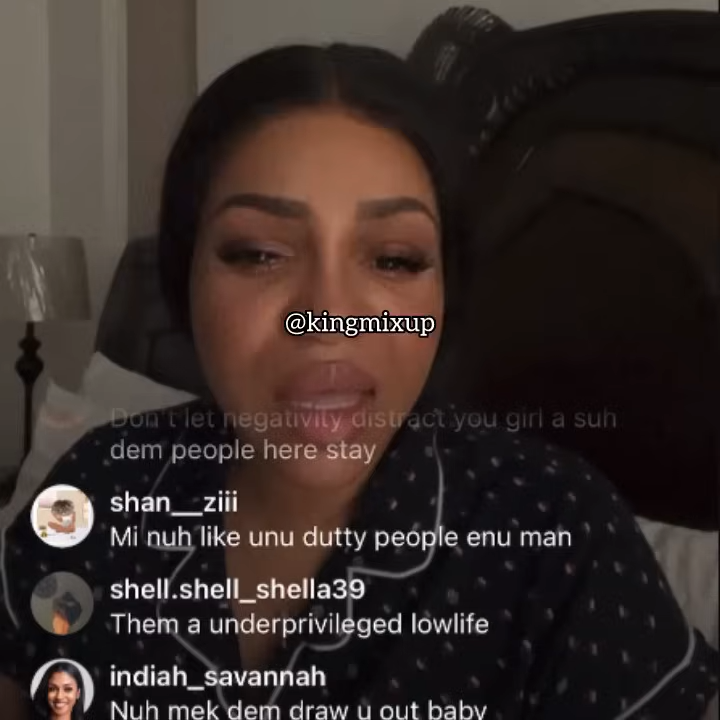 @kingmixup
Don't let negativity distract you girl a suh
dem people here stay
shan__ziii
Mi nuh like unu dutty people enu man
shell.shell_shella39
Them a underprivileged lowlife
indiah_savannah
Nuh mek dem draw u out baby